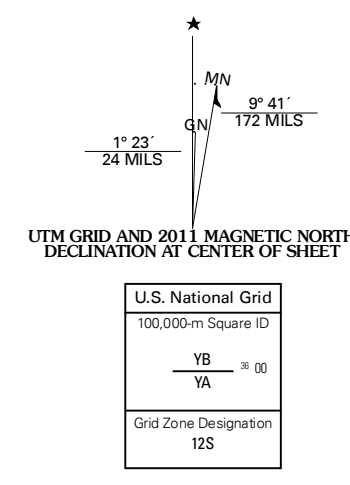 ★
MN
GN
9° 41´
172 MILS
1° 23´
24 MILS
UTM GRID AND 2011 MAGNETIC NORTH
DECLINATION AT CENTER OF SHEET
U.S. National Grid
100,000-m Square ID
YB
36 00
YA
Grid Zone Designation
12S